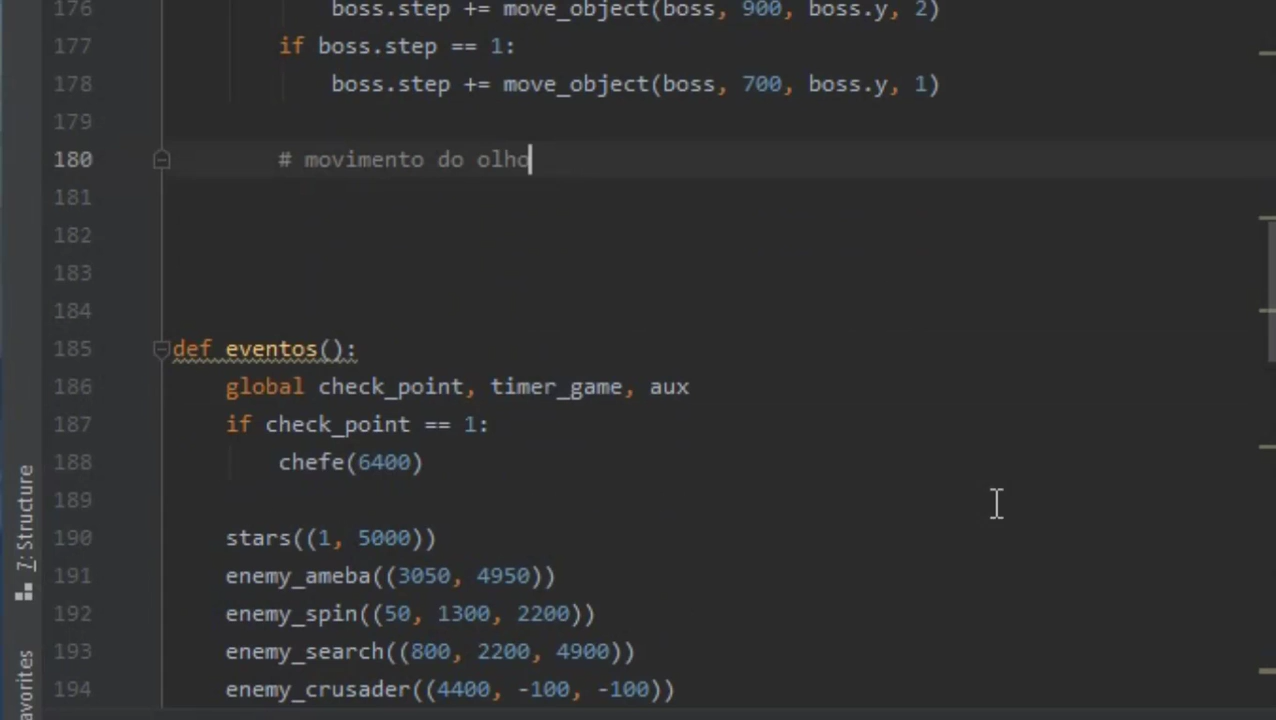 176 boss.step += move_object(boss, 900, boss.y, 2)
177 if boss.step == 1:
178 boss.step += move_object(boss, 700, boss.y, 1)
179
180 # movimento do olho
181
182
183
184
185 def eventos():
186 global check_point, timer_game, aux
187 if check_point == 1:
188 chefe(6400)
189
190 stars((1, 5000))
191 enemy_ameba((3050, 4950))
192 enemy_spin((50, 1300, 2200))
193 enemy_search((800, 2200, 4900))
194 enemy_crusader((4400, -100, -100))
7: Structure
avorites